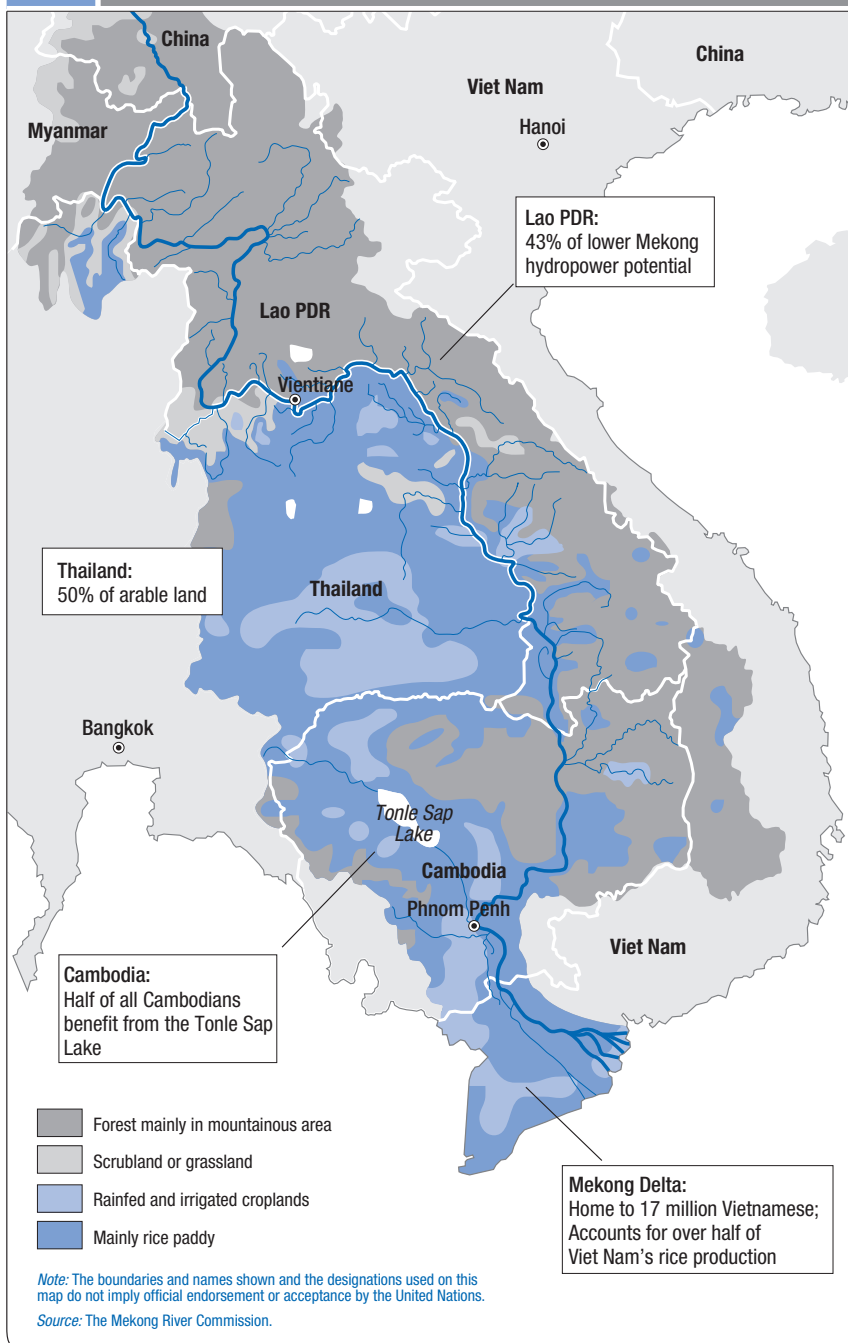 China
China
Viet Nam
Myanmar
Hanoi
Lao PDR:
43% of lower Mekong
hydropower potential
Lao PDR
Vientiane
Thailand:
50% of arable land
Thailand
Bangkok
Tonle Sap
Lake
Cambodia
Phnom Penh
Viet Nam
Cambodia:
Half of all Cambodians
benefit from the Tonle Sap
Lake
Forest mainly in mountainous area
Scrubland or grassland
Rainfed and irrigated croplands
Mainly rice paddy
Mekong Delta:
Home to 17 million Vietnamese;
Accounts for over half of
Viet Nam's rice production
Note: The boundaries and names shown and the designations used on this
map do not imply official endorsement or acceptance by the United Nations.
Source: The Mekong River Commission.